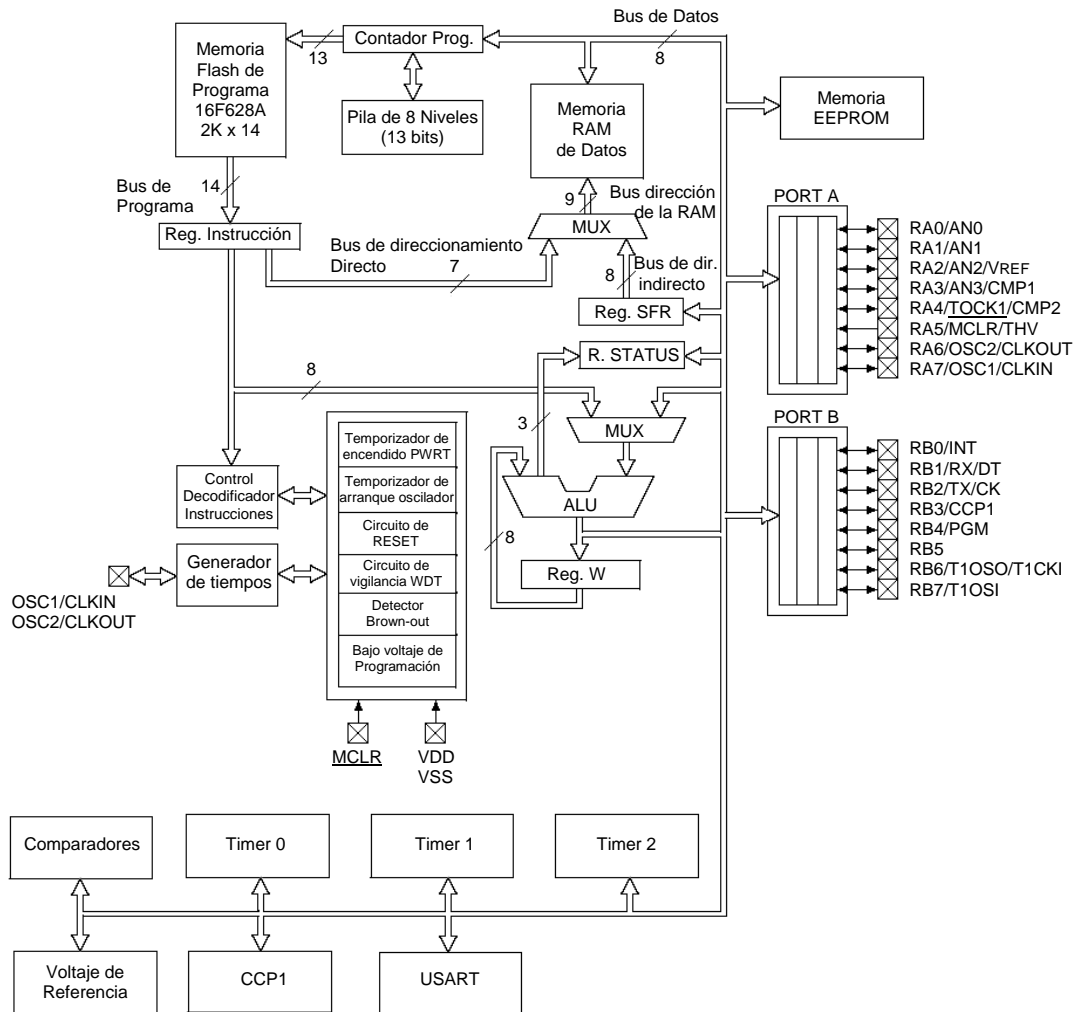 Bus de Datos
8
Memoria
Flash de
Programa
16F628A
2K x 14
13
Contador Prog.
Pila de 8 Niveles
(13 bits)
Memoria
RAM
de Datos
Memoria
EEPROM
Bus de
Programa
14
Reg. Instrucción
9
Bus dirección
de la RAM
MUX
Bus de direccionamiento
Directo
7
8
Bus de dir.
indirecto
Reg. SFR
R. STATUS
8
3
MUX
ALU
8
Reg. W
Control
Decodificador
Instrucciones
Generador
de tiempos
OSC1/CLKIN
OSC2/CLKOUT
Temporizador de
encendido PWRT
Temporizador de
arranque oscilador
Circuito de
RESET
Circuito de
vigilancia WDT
Detector
Brown-out
Bajo voltaje de
Programación
MCLR
VDD
VSS
PORT A
RA0/AN0
RA1/AN1
RA2/AN2/VREF
RA3/AN3/CMP1
RA4/TOCK1/CMP2
RA5/MCLR/THV
RA6/OSC2/CLKOUT
RA7/OSC1/CLKIN
PORT B
RB0/INT
RB1/RX/DT
RB2/TX/CK
RB3/CCP1
RB4/PGM
RB5
RB6/T1OSO/T1CKI
RB7/T1OSI
Comparadores
Timer 0
Timer 1
Timer 2
Voltaje de
Referencia
CCP1
USART